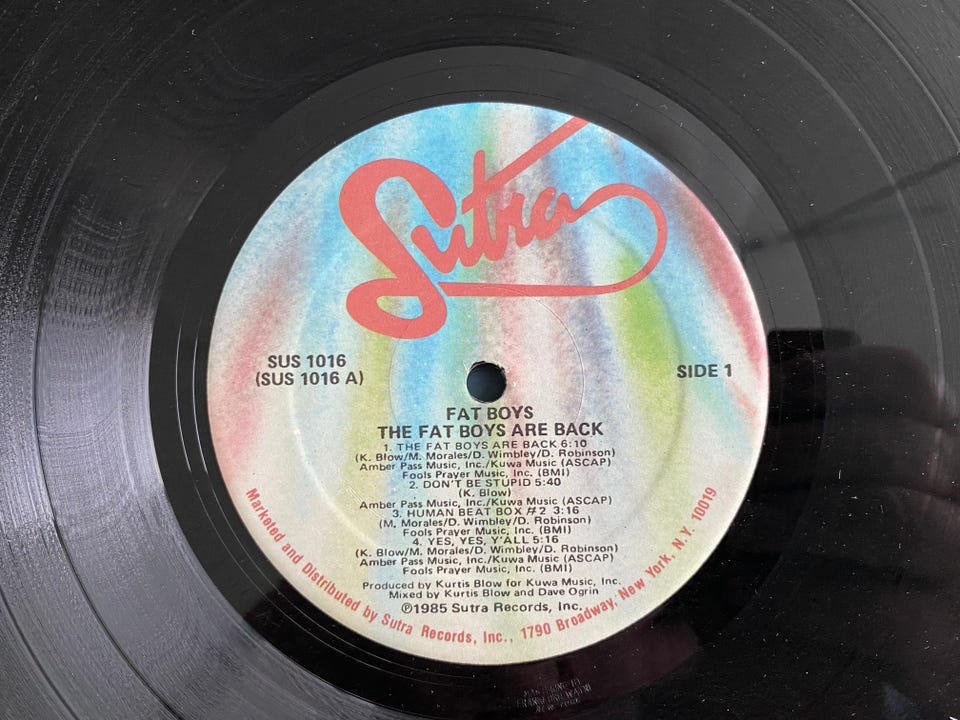 Sutra
SUS 1016
(SUS 1016 A)
SIDE 1
FAT BOYS
THE FAT BOYS ARE BACK
1. THE FAT BOYS ARE BACK 6:10
(K. Blow/M. Morales/D. Wimbley/D. Robinson)
Amber Pass Music, Inc./Kuwa Music (ASCAP)
Fools Prayer Music, Inc. (BMI)
2. DON'T BE STUPID 5:40
(K. Blow)
Amber Pass Music, Inc./Kuwa Music (ASCAP)
3. HUMAN BEAT BOX #2 3:16
(M. Morales/D. Wimbley/D. Robinson)
Fools Prayer Music, Inc. (BMI)
4. YES, YES, Y'ALL 5:16
(K. Blow/M. Morales/D. Wimbley/D. Robinson)
Amber Pass Music, Inc./Kuwa Music (ASCAP)
Fools Prayer Music, Inc. (BMI)
Produced by Kurtis Blow for Kuwa Music, Inc.
Mixed by Kurtis Blow and Dave Ogrin
℗1985 Sutra Records, Inc.
Marketed and Distributed by Sutra Records, Inc., 1790 Broadway, New York, N.Y. 10019
NEW YORK